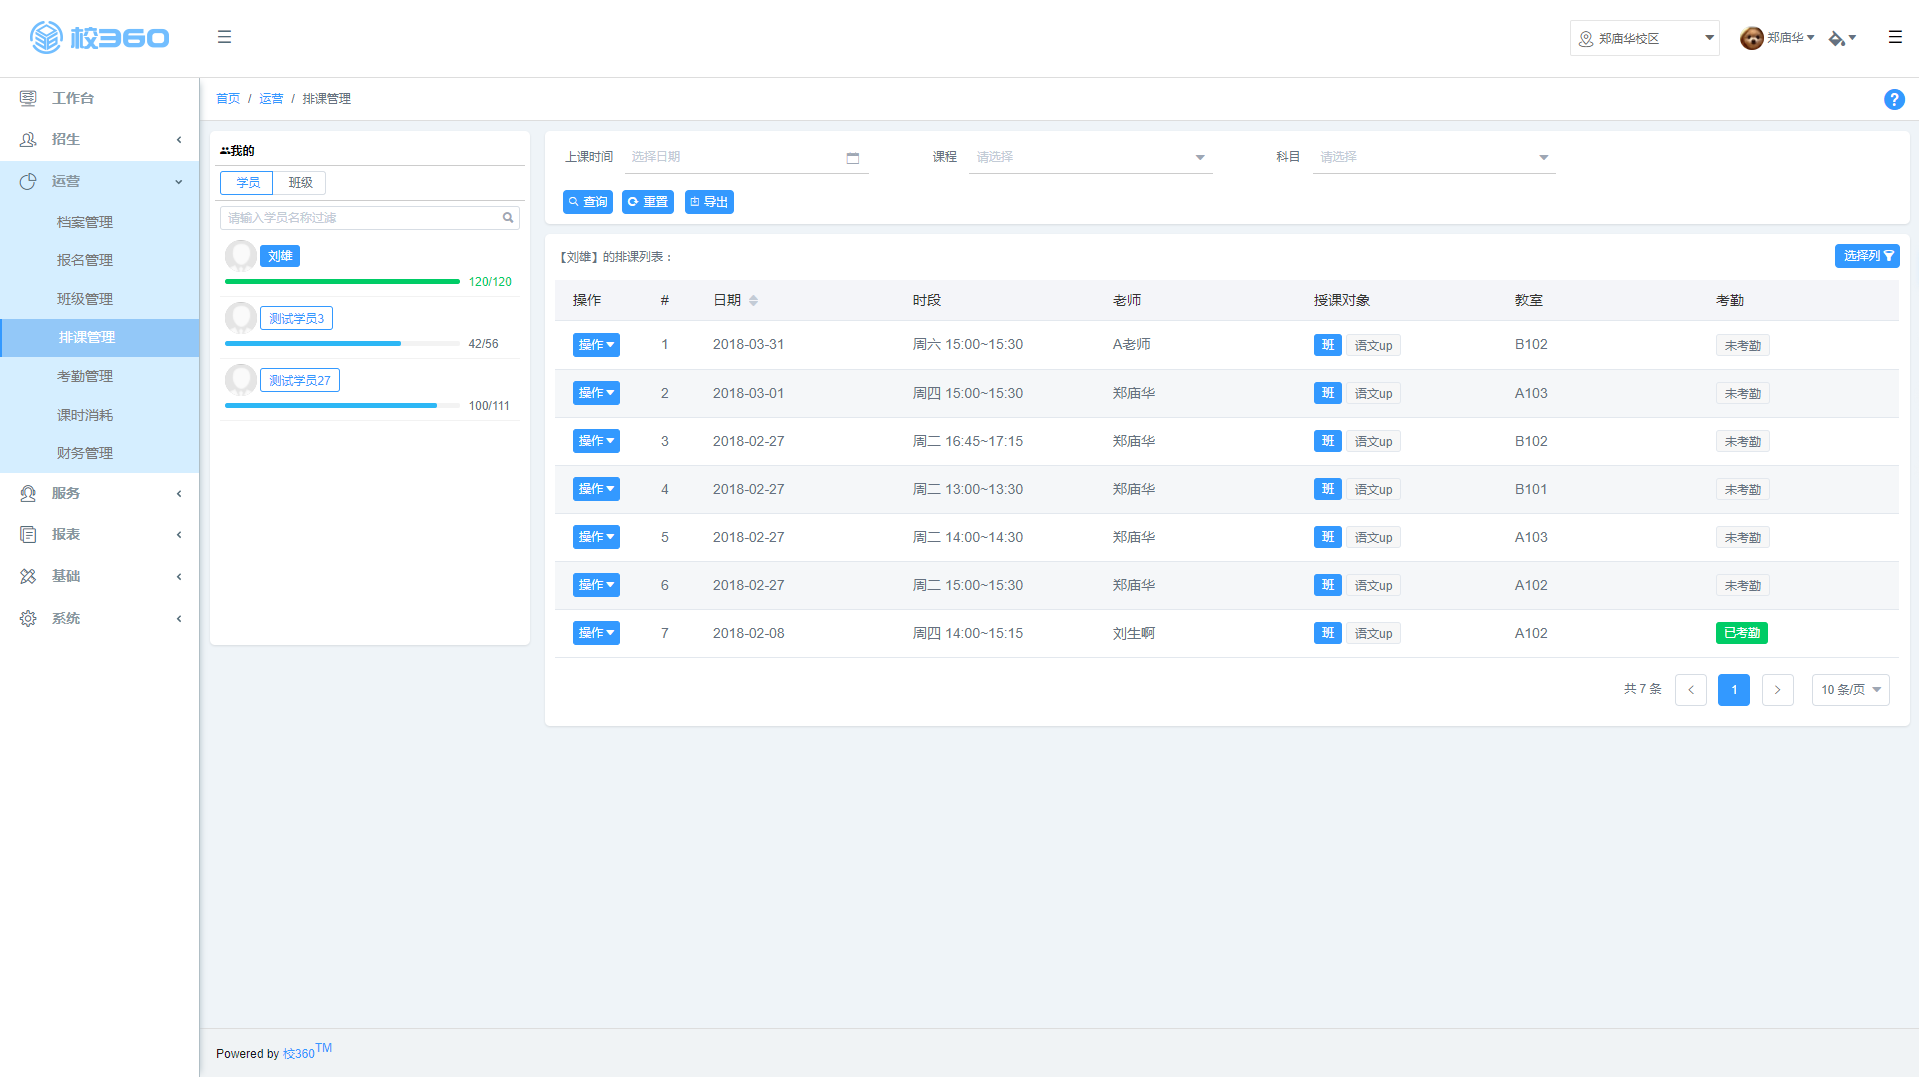 校360
郑庙华校区
郑庙华
工作台
招生
运营
档案管理
报名管理
班级管理
排课管理
考勤管理
课时消耗
财务管理
服务
报表
基础
系统
首页 / 运营 / 排课管理
?
我的
学员 班级
请输入学员名称过滤
刘雄
120/120
测试学员3
42/56
测试学员27
100/111
上课时间 选择日期 课程 请选择 科目 请选择
查询 重置 导出
【刘雄】的排课列表：
选择列
操作 # 日期 时段 老师 授课对象 教室 考勤
操作 1 2018-03-31 周六 15:00~15:30 A老师 班 语文up B102 未考勤
操作 2 2018-03-01 周四 15:00~15:30 郑庙华 班 语文up A103 未考勤
操作 3 2018-02-27 周二 16:45~17:15 郑庙华 班 语文up B102 未考勤
操作 4 2018-02-27 周二 13:00~13:30 郑庙华 班 语文up B101 未考勤
操作 5 2018-02-27 周二 14:00~14:30 郑庙华 班 语文up A103 未考勤
操作 6 2018-02-27 周二 15:00~15:30 郑庙华 班 语文up A102 未考勤
操作 7 2018-02-08 周四 14:00~15:15 刘生啊 班 语文up A102 已考勤
共 7 条 1 10 条/页
Powered by 校360TM